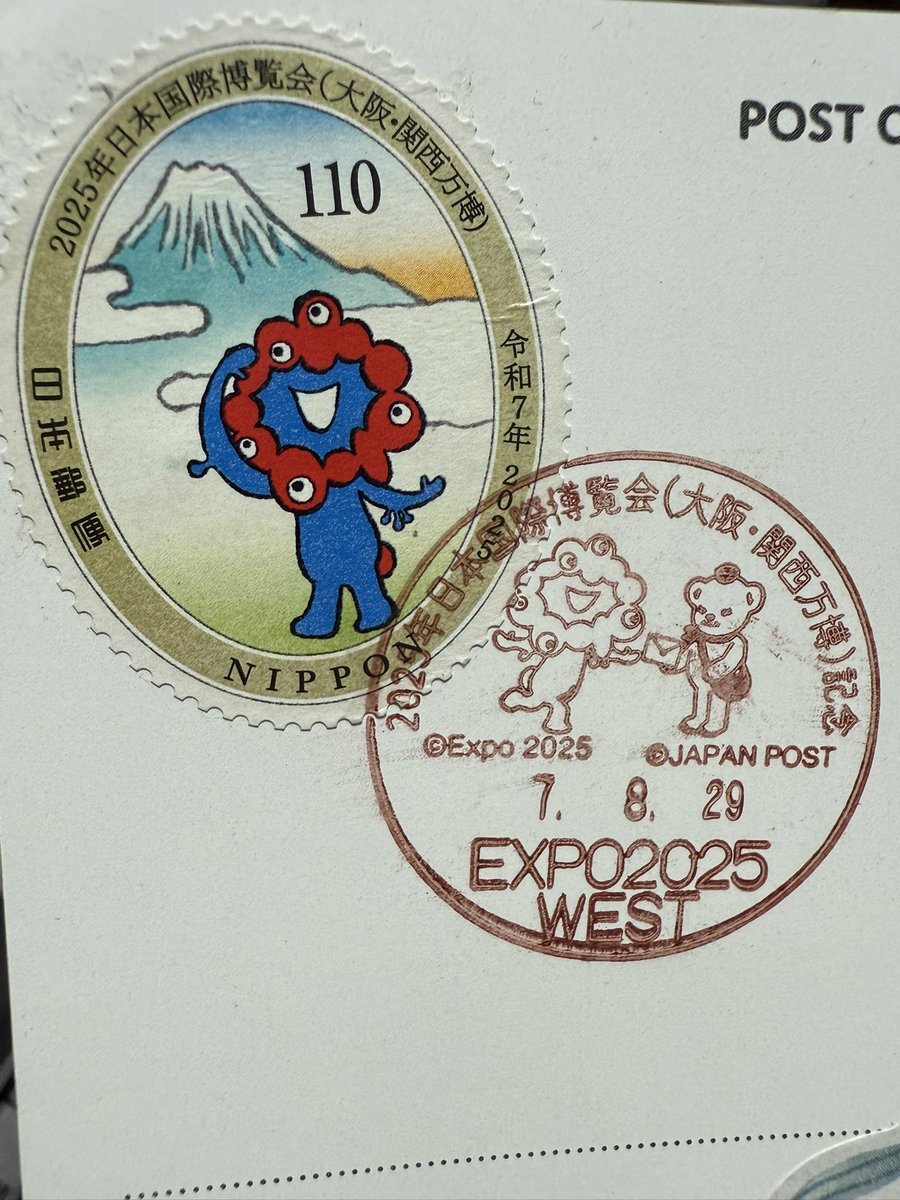 POST C
2025年日本国際博覧会(大阪・関西万博)
110
令和7年 2025
日本郵便
NIPPON
2025年日本国際博覧会(大阪・関西万博)記念
©Expo 2025
©JAPAN POST
7. 8. 29
EXPO2025
WEST